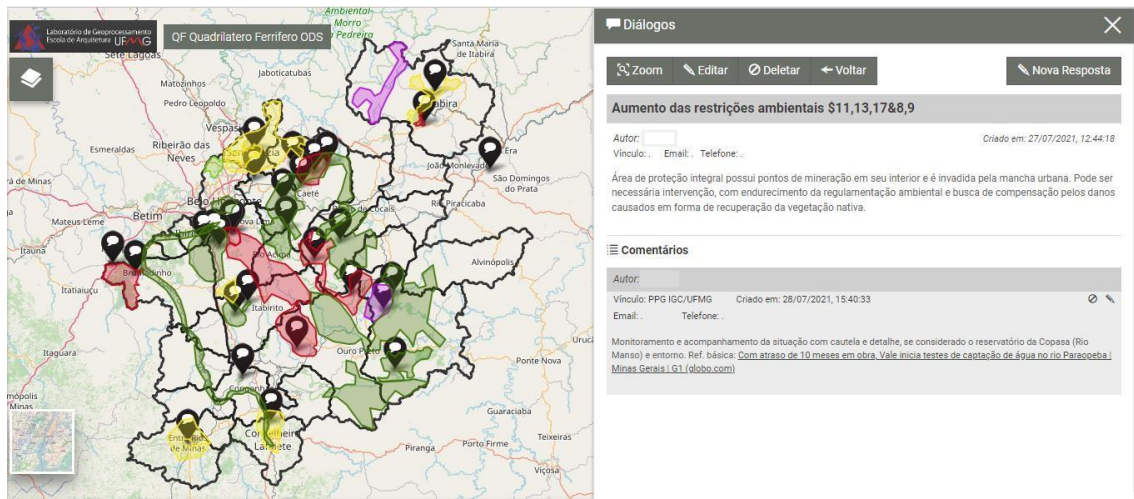 Laboratório de Geoprocessamento
Escola de Arquitetura UFMG
QF Quadrilatero Ferrifero ODS
Ambiental
Morro
Pedreira
Santa Maria
de Itabira
Sete Lagoas
Matozinhos
Jaboticatubas
Pedro Leopoldo
Vespas
Esmeraldas
Ribeirão das
Neves
João Monlevade
São Domingos
do Prata
Caeté
Betim
Mateus Leme
Rio Piracicaba
Itaúna
Rio Acima
Alvinópolis
Brumadinho
Itatiaiuçu
Itabirito
Itaguara
Ouro Preto
Ponte Nova
Congonhas
Guaraciaba
Entre Rios
de Minas
Conselheiro
Lafaiete
Piranga
Porto Firme
Teixeiras
Viçosa
Diálogos
Zoom Editar Deletar Voltar Nova Resposta
Aumento das restrições ambientais $11,13,17&8,9
Autor: Criado em: 27/07/2021, 12:44:18
Vínculo: . Email: . Telefone: .
Área de proteção integral possui pontos de mineração em seu interior e é invadida pela mancha urbana. Pode ser
necessária intervenção, com endurecimento da regulamentação ambiental e busca de compensação pelos danos
causados em forma de recuperação da vegetação nativa.
Comentários
Autor:
Vínculo: PPG IGC/UFMG Criado em: 28/07/2021, 15:40:33
Email: . Telefone: .
Monitoramento e acompanhamento da situação com cautela e detalhe, se considerado o reservatório da Copasa (Rio
Manso) e entorno. Ref. básica: Com atraso de 10 meses em obra, Vale inicia testes de captação de água no rio Paraopeba |
Minas Gerais | G1 (globo.com)